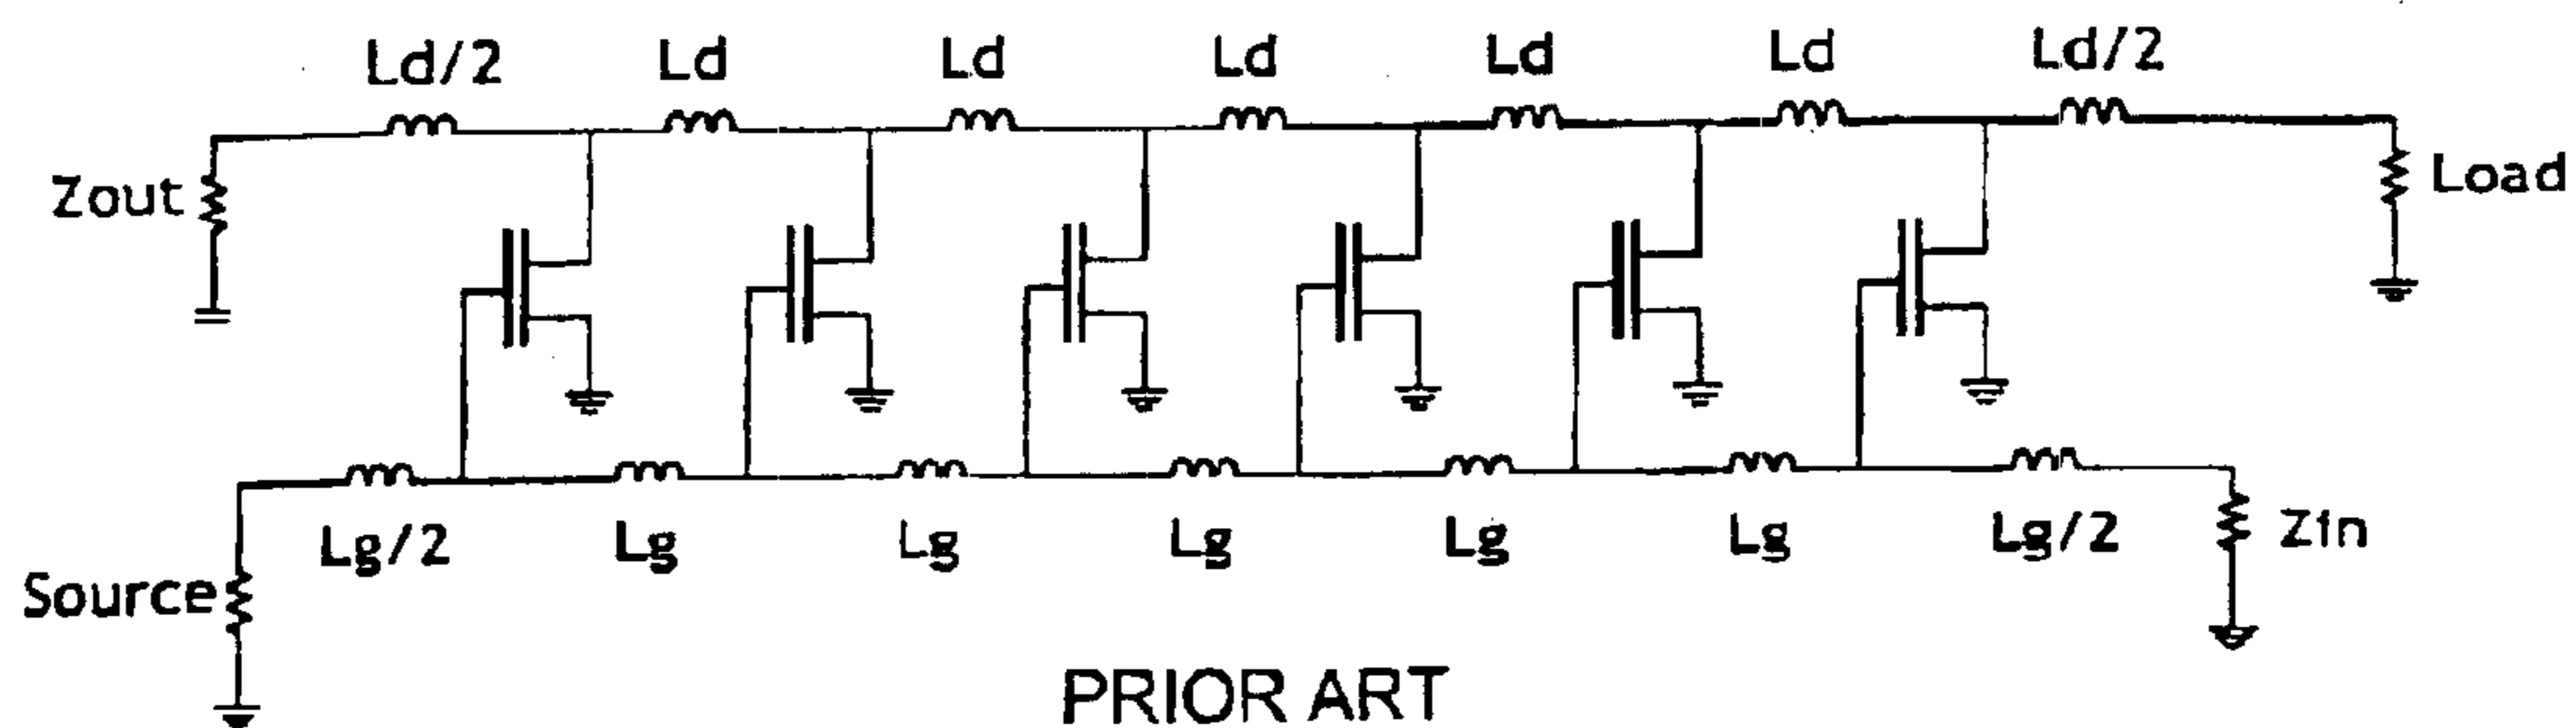 Ld/2 Ld Ld Ld Ld Ld Ld/2
Zout
Load
Lg/2 Lg Lg Lg Lg Lg Lg/2
Zin
Source
PRIOR ART